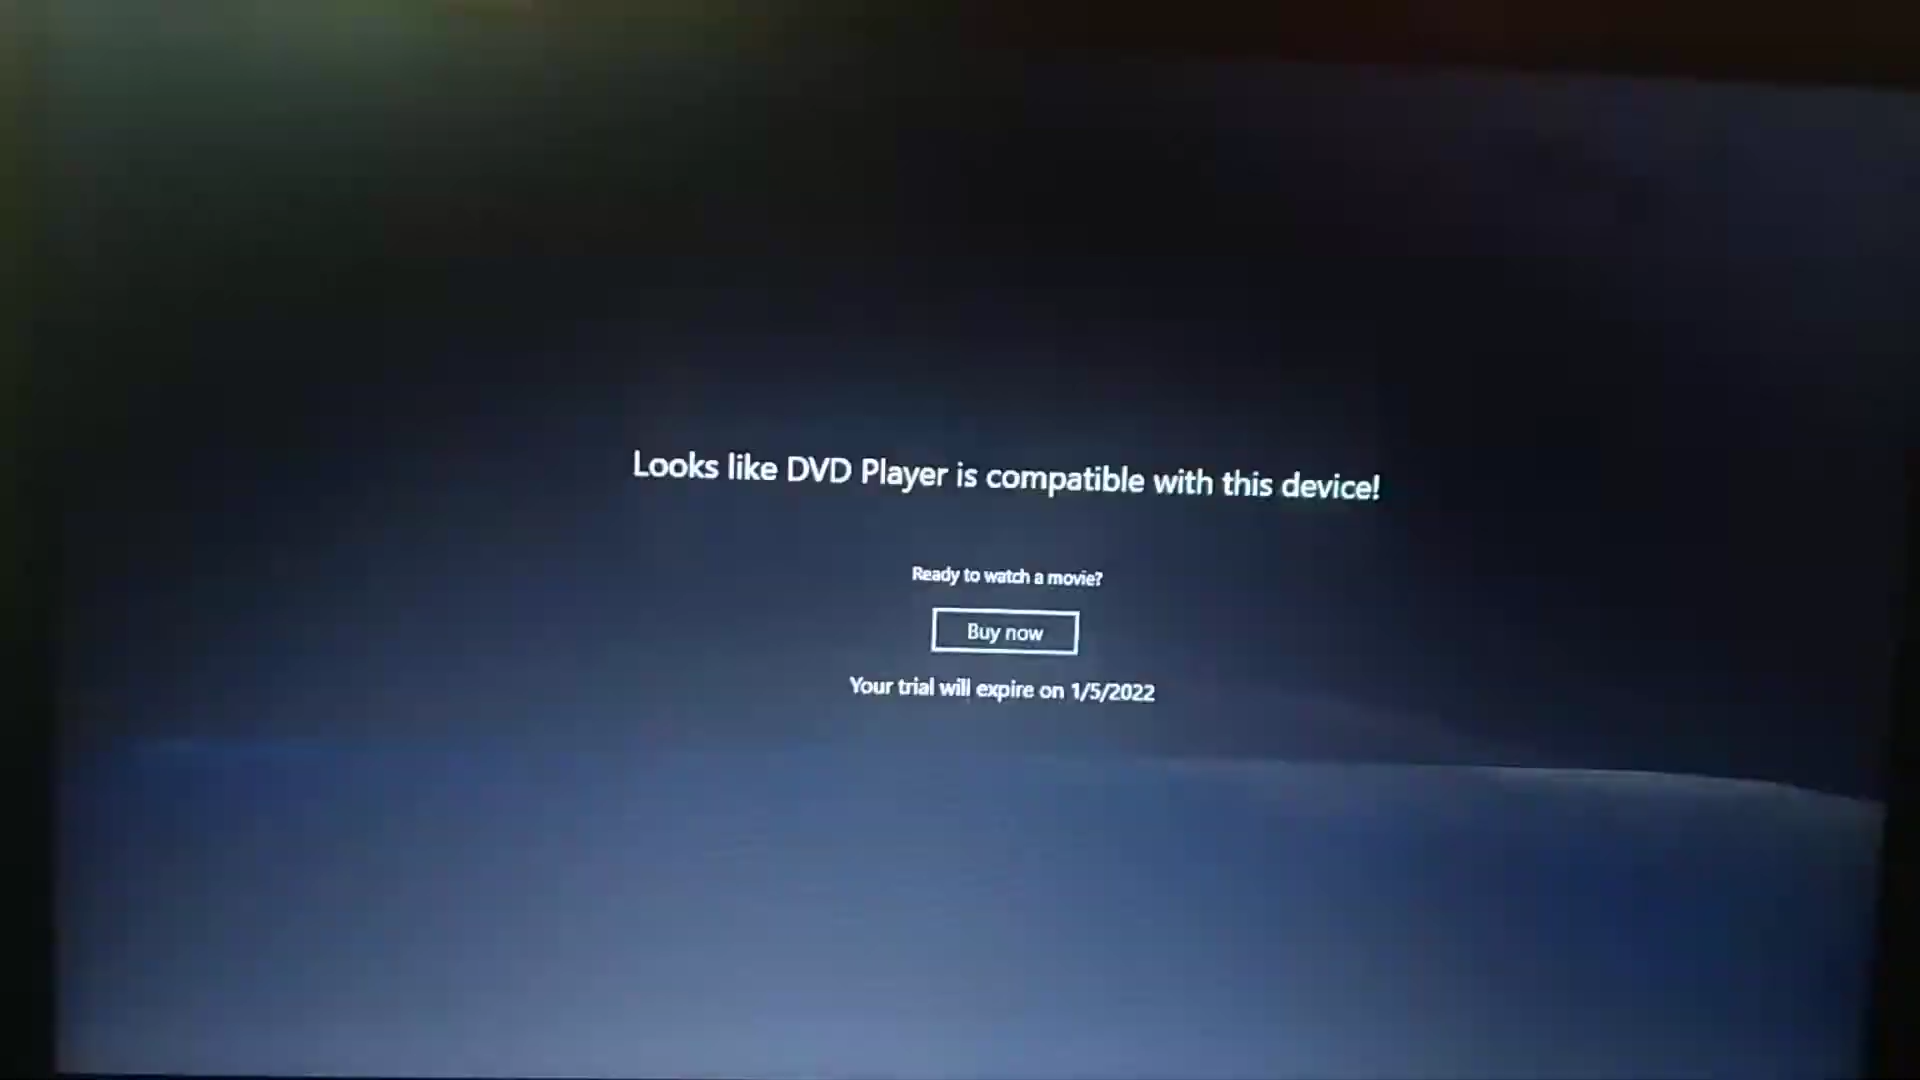 Looks like DVD Player is compatible with this device!
Ready to watch a movie?
Buy now
Your trial will expire on 1/5/2022